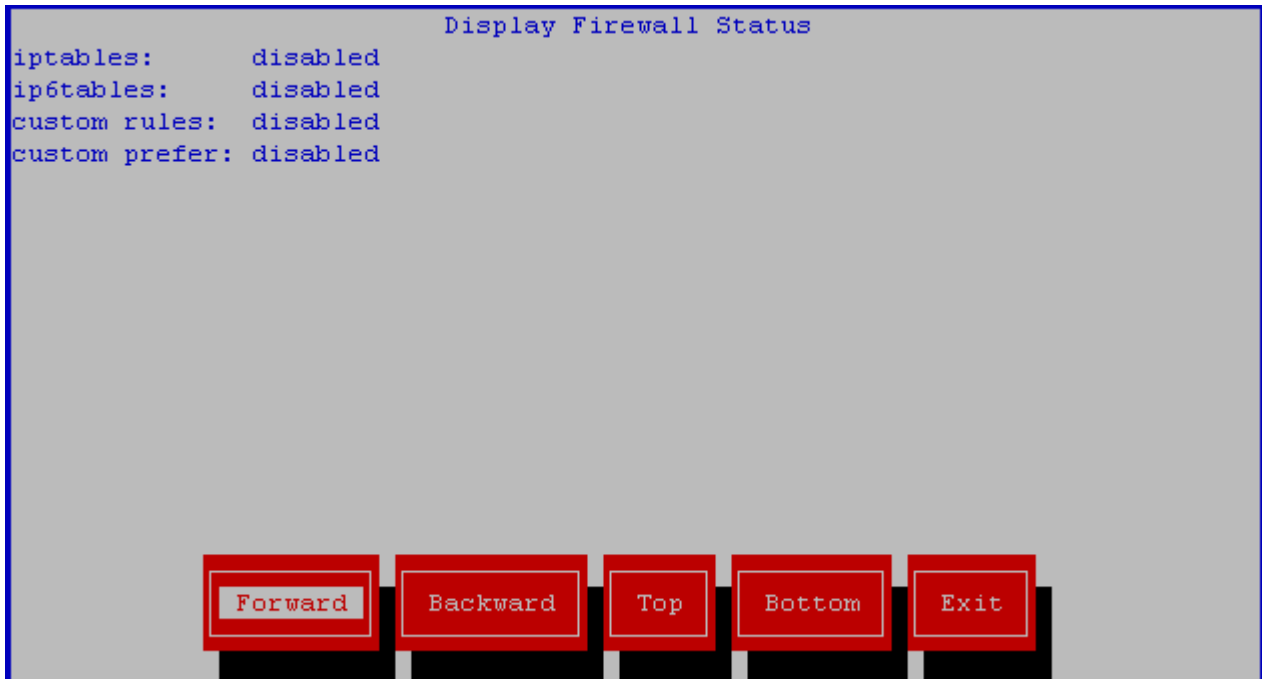 Display Firewall Status
iptables: disabled
ip6tables: disabled
custom rules: disabled
custom prefer: disabled
Forward Backward Top Bottom Exit